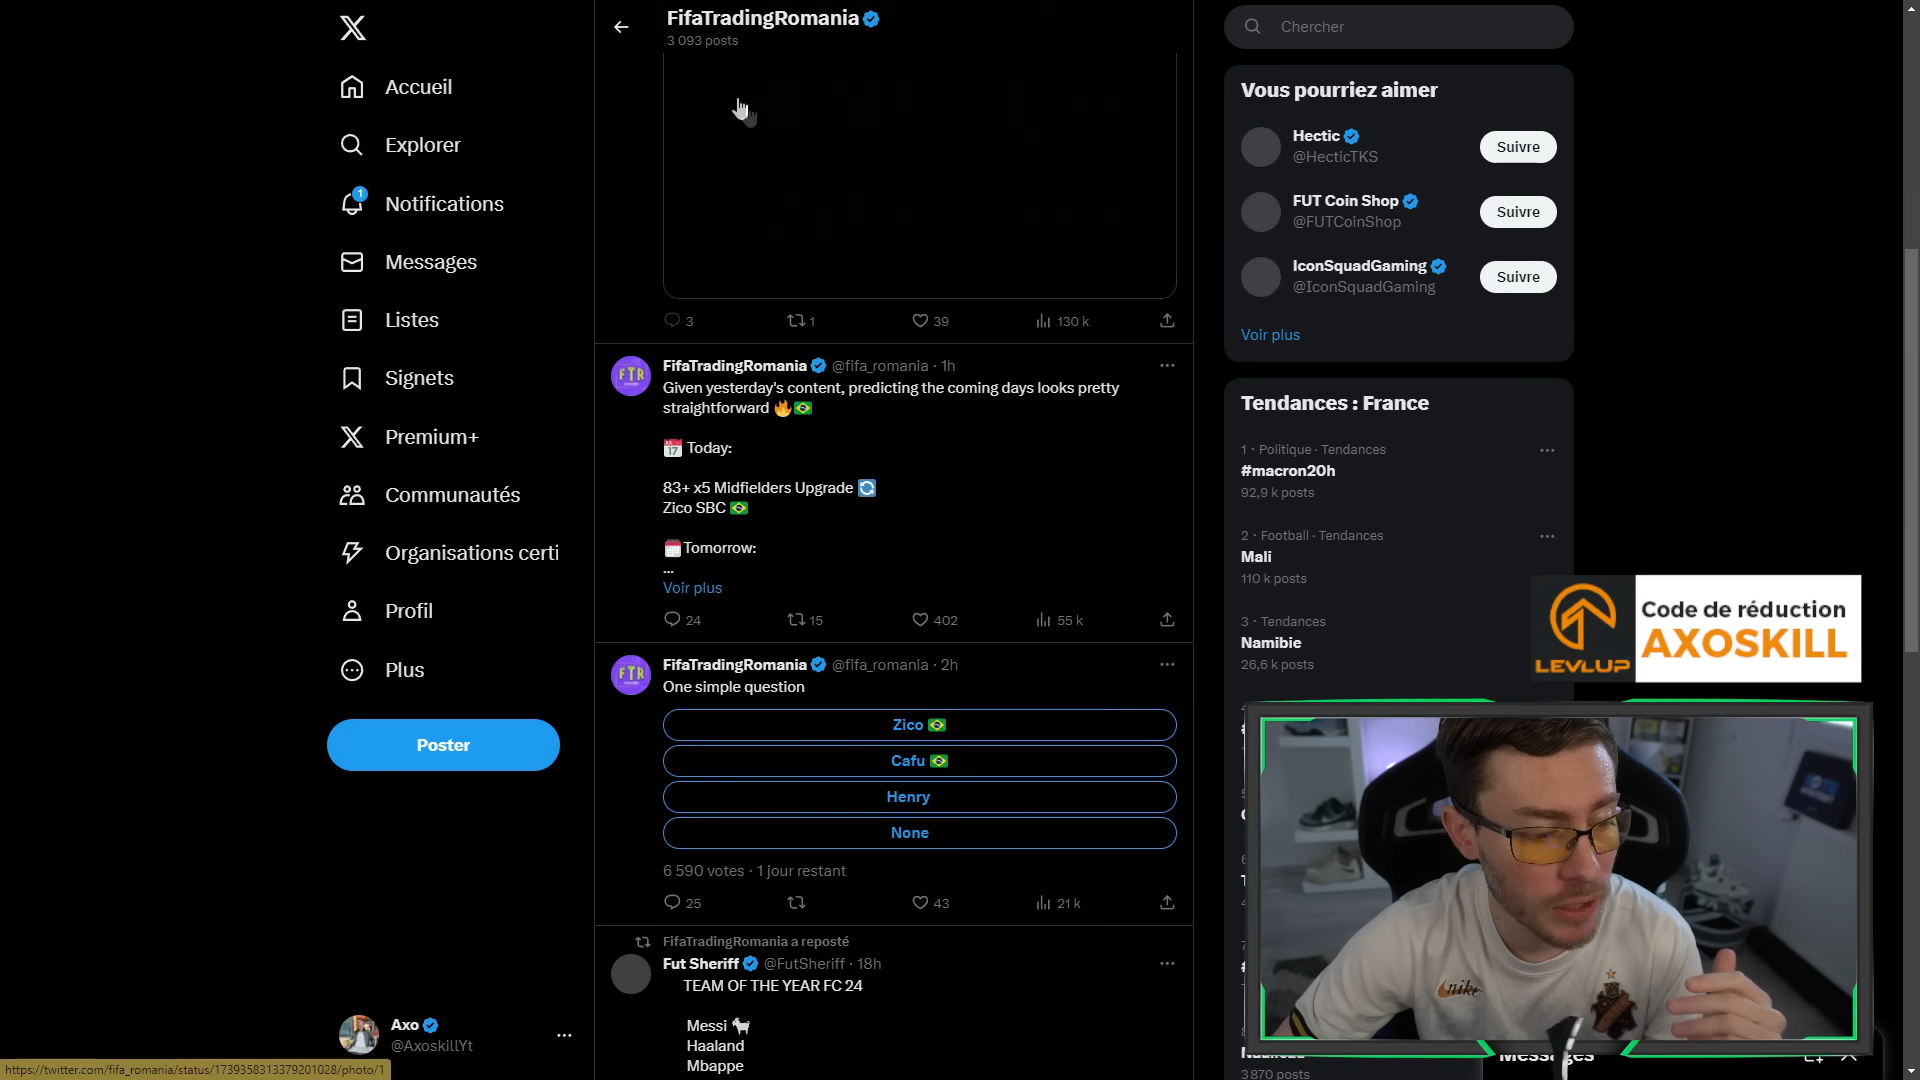 Accueil
Explorer
1
Notifications
Messages
Listes
Signets
Premium+
Communautés
Organisations certi
Profil
Plus
Poster
Axo
@AxoskillYt
https://twitter.com/fifa_romania/status/1739358313379201028/photo/1
FifaTradingRomania
3 093 posts
3
1
39
130 k
FTR
FifaTradingRomania @fifa_romania · 1h
Given yesterday's content, predicting the coming days looks pretty
straightforward 🔥🇧🇷
📅 Today:
83+ x5 Midfielders Upgrade 🔄
Zico SBC 🇧🇷
🗓Tomorrow:
...
Voir plus
24
15
402
55 k
FTR
FifaTradingRomania @fifa_romania · 2h
One simple question
Zico 🇧🇷
Cafu 🇧🇷
Henry
None
6 590 votes · 1 jour restant
25
43
21 k
FifaTradingRomania a reposté
Fut Sheriff @FutSheriff · 18h
TEAM OF THE YEAR FC 24
Messi 🐐
Haaland
Mbappe
Chercher
Vous pourriez aimer
Hectic
@HecticTKS
Suivre
FUT Coin Shop
@FUTCoinShop
Suivre
IconSquadGaming
@IconSquadGaming
Suivre
Voir plus
Tendances : France
1 · Politique · Tendances
#macron20h
92,9 k posts
2 · Football · Tendances
Mali
110 k posts
3 · Tendances
Namibie
26,6 k posts
LEVLUP
Code de réduction
AXOSKILL
Nike
Messages
3 870 posts